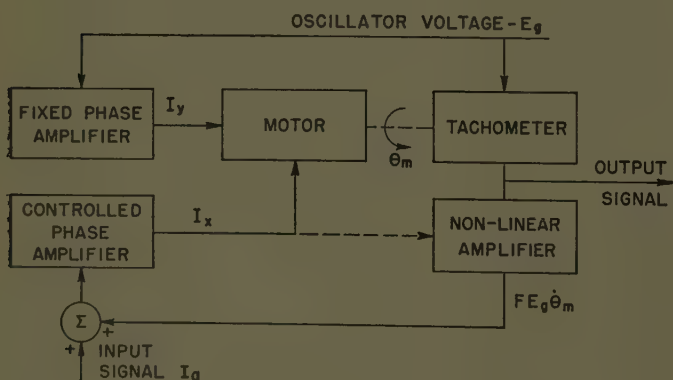 OSCILLATOR VOLTAGE-Eg
FIXED PHASE
AMPLIFIER
Iy
MOTOR
θm
TACHOMETER
OUTPUT
SIGNAL
CONTROLLED
PHASE
AMPLIFIER
Ix
NON-LINEAR
AMPLIFIER
FEgθ̇m
Σ
+
+
INPUT
SIGNAL Ia